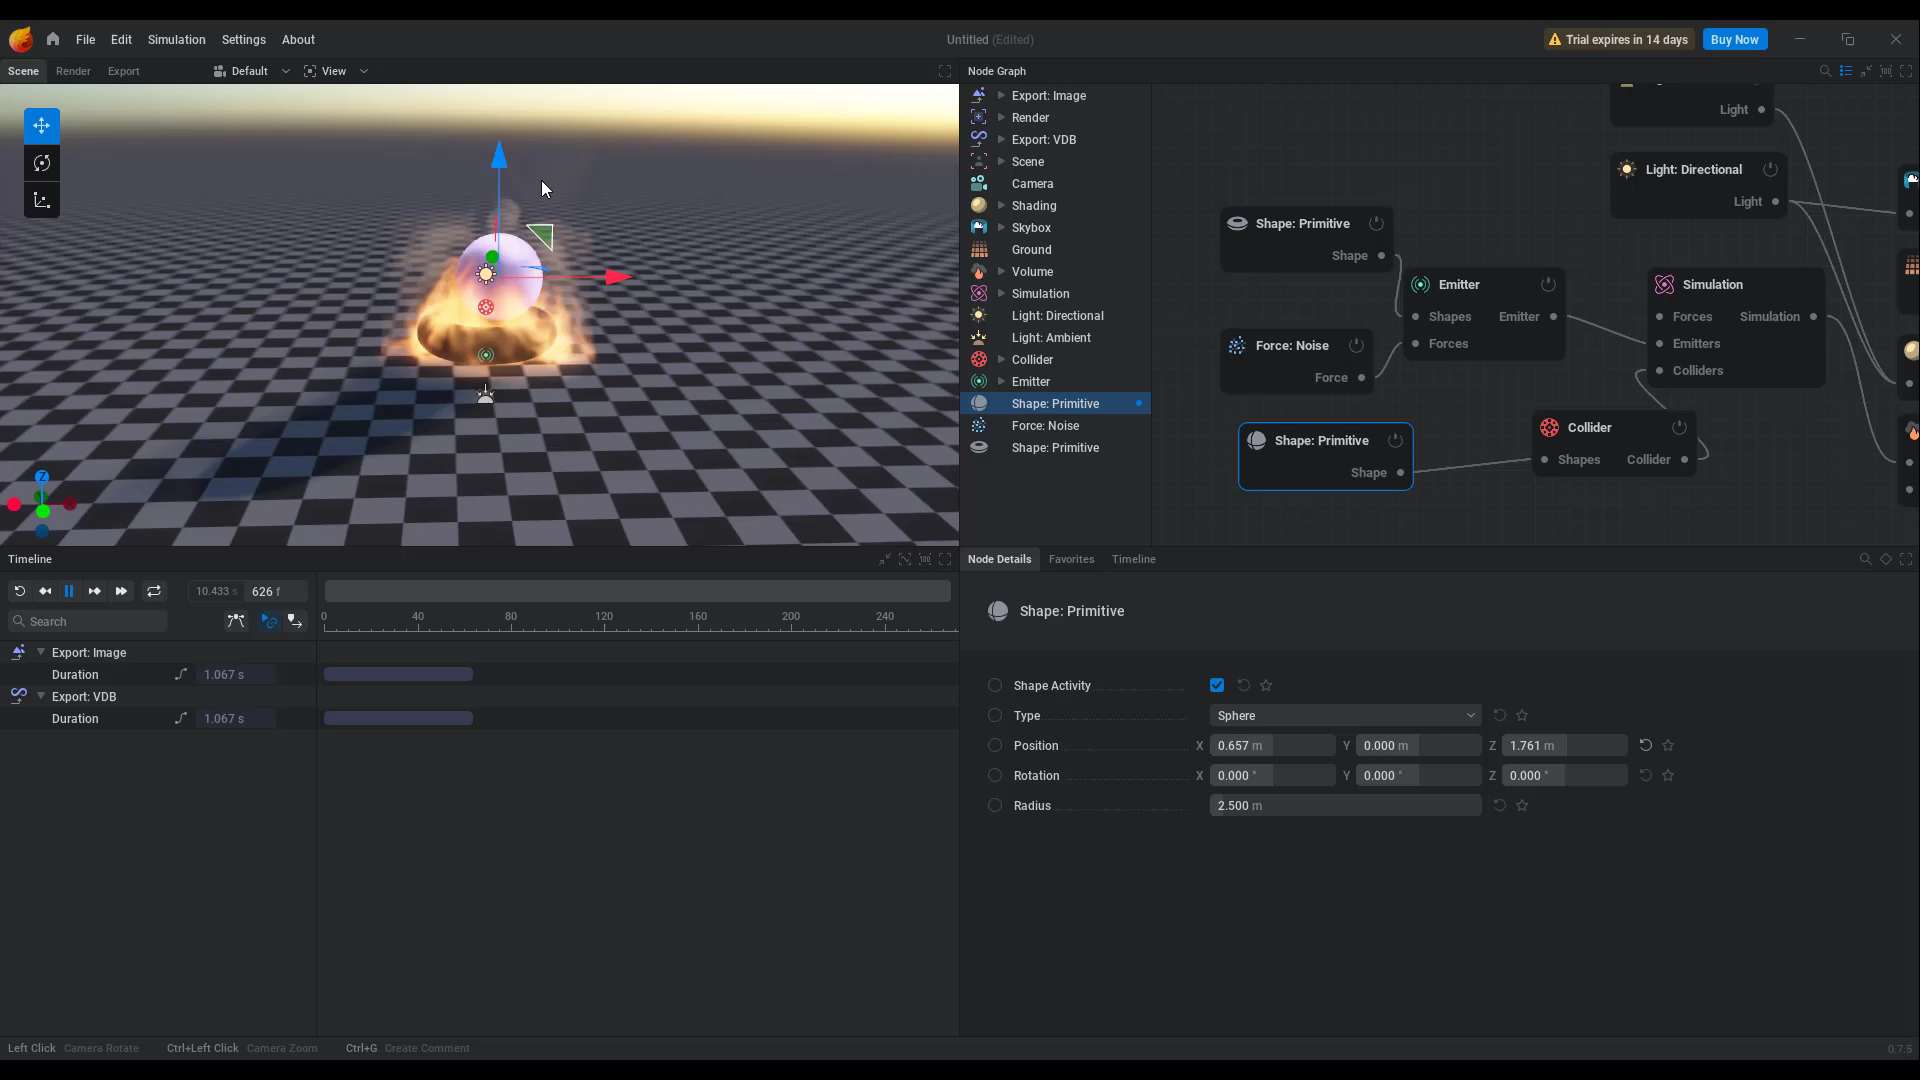 File Edit Simulation Settings About
Untitled (Edited)
Trial expires in 14 days
Buy Now
Scene Render Export
Default
View
Node Graph
Export: Image
Render
Export: VDB
Scene
Camera
Shading
Skybox
Ground
Volume
Simulation
Light: Directional
Light: Ambient
Collider
Emitter
Shape: Primitive
Force: Noise
Shape: Primitive
Light
Light: Directional
Light
Shape: Primitive
Shape
Emitter
Shapes Emitter
Forces
Simulation
Forces Simulation
Emitters
Colliders
Force: Noise
Force
Shape: Primitive
Shape
Collider
Shapes Collider
Z
Timeline
10.433 s 626 f
Search
0 40 80 120 160 200 240
Export: Image
Duration 1.067 s
Export: VDB
Duration 1.067 s
Node Details Favorites Timeline
Shape: Primitive
Shape Activity
Type Sphere
Position X 0.657 m Y 0.000 m Z 1.761 m
Rotation X 0.000 ° Y 0.000 ° Z 0.000 °
Radius 2.500 m
Left Click Camera Rotate Ctrl+Left Click Camera Zoom Ctrl+G Create Comment
0.7.5